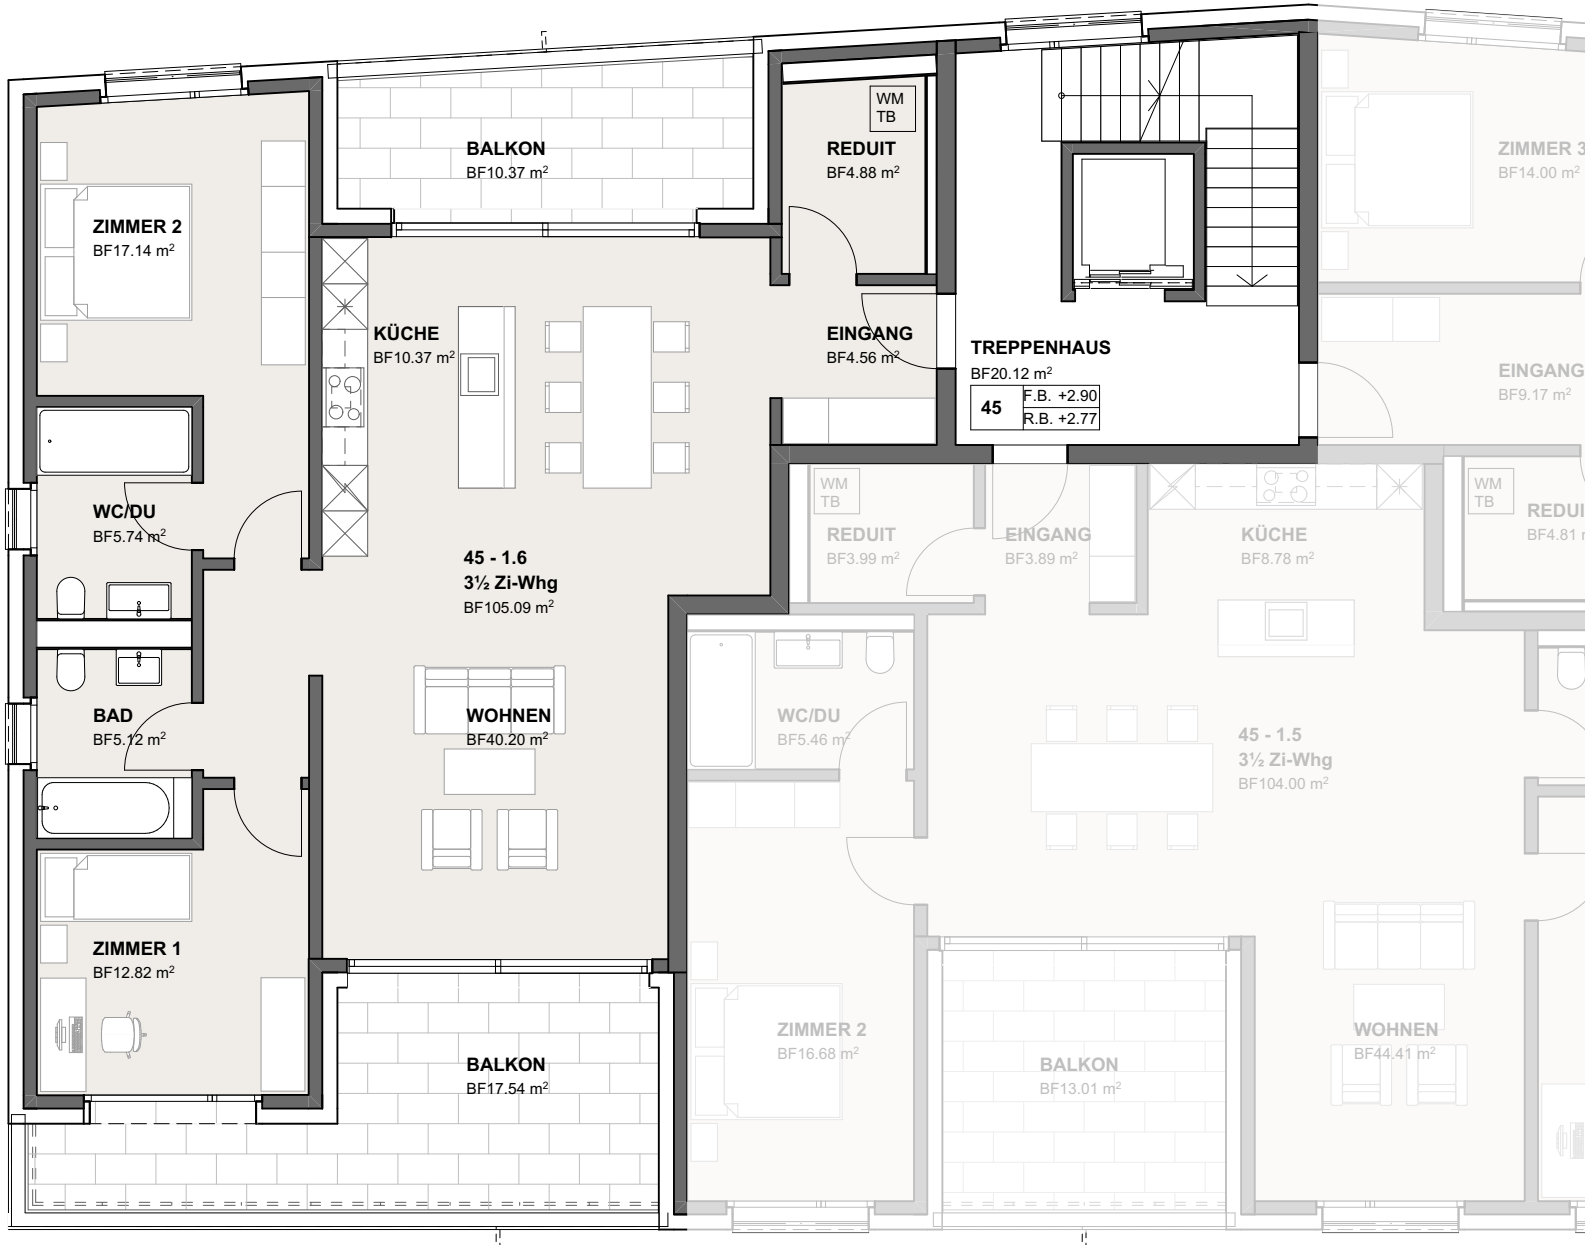 ZIMMER 2
BF17.14 m²
BALKON
BF10.37 m²
WM
TB
REDUIT
BF4.88 m²
KÜCHE
BF10.37 m²
EINGANG
BF4.56 m²
TREPPENHAUS
BF20.12 m²
45
F.B. +2.90
R.B. +2.77
ZIMMER 3
BF14.00 m²
EINGANG
BF9.17 m²
WC/DU
BF5.74 m²
45 - 1.6
3½ Zi-Whg
BF105.09 m²
WM
TB
REDUIT
BF3.99 m²
EINGANG
BF3.89 m²
KÜCHE
BF8.78 m²
WM
TB
REDUI
BF4.81 m
BAD
BF5.12 m²
WOHNEN
BF40.20 m²
WC/DU
BF5.46 m²
45 - 1.5
3½ Zi-Whg
BF104.00 m²
ZIMMER 1
BF12.82 m²
BALKON
BF17.54 m²
ZIMMER 2
BF16.68 m²
BALKON
BF13.01 m²
WOHNEN
BF44.41 m²